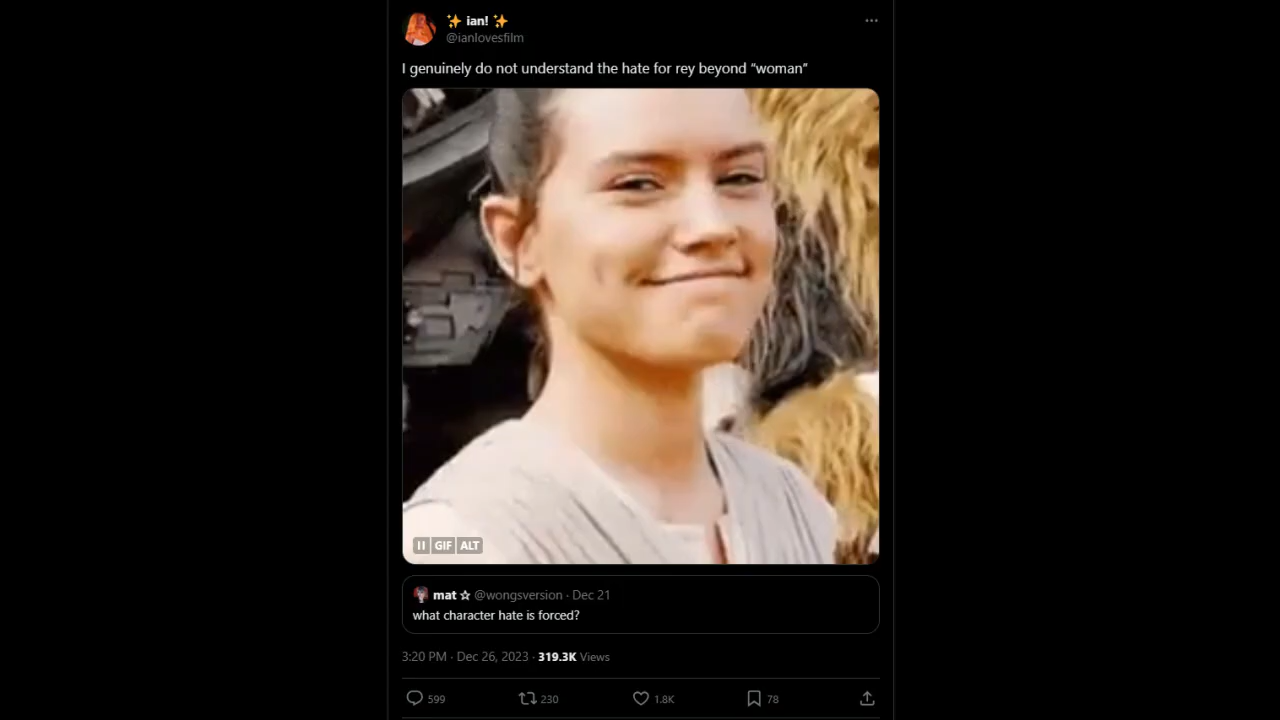 ✨ ian! ✨
@ianlovesfilm
I genuinely do not understand the hate for rey beyond “woman”
GIF ALT
mat ☆ @wongsversion · Dec 21
what character hate is forced?
3:20 PM · Dec 26, 2023 · 319.3K Views
599 230 1.8K 78